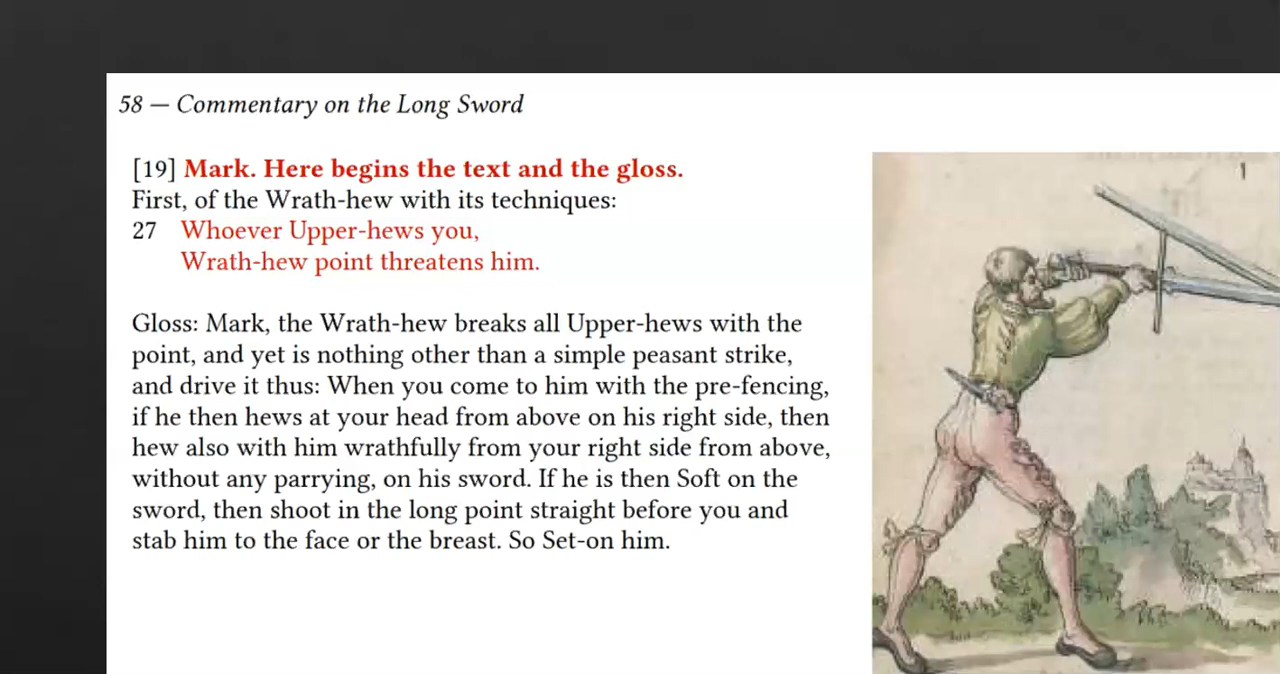 58 — Commentary on the Long Sword
[19] Mark. Here begins the text and the gloss.
First, of the Wrath-hew with its techniques:
27 Whoever Upper-hews you,
Wrath-hew point threatens him.
Gloss: Mark, the Wrath-hew breaks all Upper-hews with the
point, and yet is nothing other than a simple peasant strike,
and drive it thus: When you come to him with the pre-fencing,
if he then hews at your head from above on his right side, then
hew also with him wrathfully from your right side from above,
without any parrying, on his sword. If he is then Soft on the
sword, then shoot in the long point straight before you and
stab him to the face or the breast. So Set-on him.